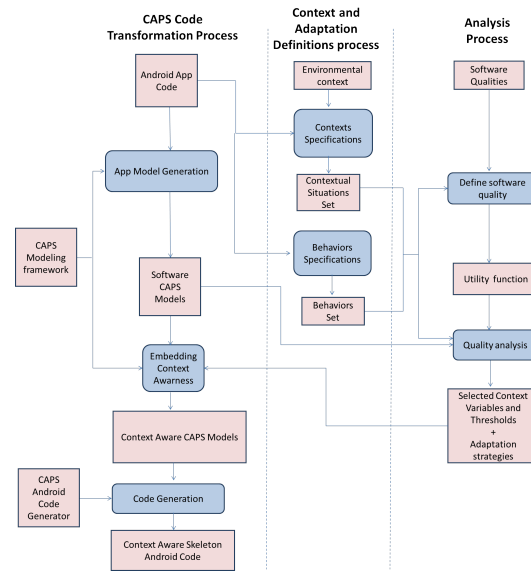 CAPS Code
Transformation Process
Context and
Adaptation
Definitions process
Analysis
Process
Android App
Code
Environmental
context
Software
Qualities
Contexts
Specifications
App Model Generation
Contextual
Situations
Set
Define software
quality
CAPS
Modeling
framework
Behaviors
Specifications
Software
CAPS
Models
Utility function
Behaviors
Set
Quality analysis
Embedding
Context
Awarness
Selected Context
Variables and
Thresholds
+
Adaptation
strategies
Context Aware CAPS Models
CAPS
Android
Code
Generator
Code Generation
Context Aware Skeleton
Android Code